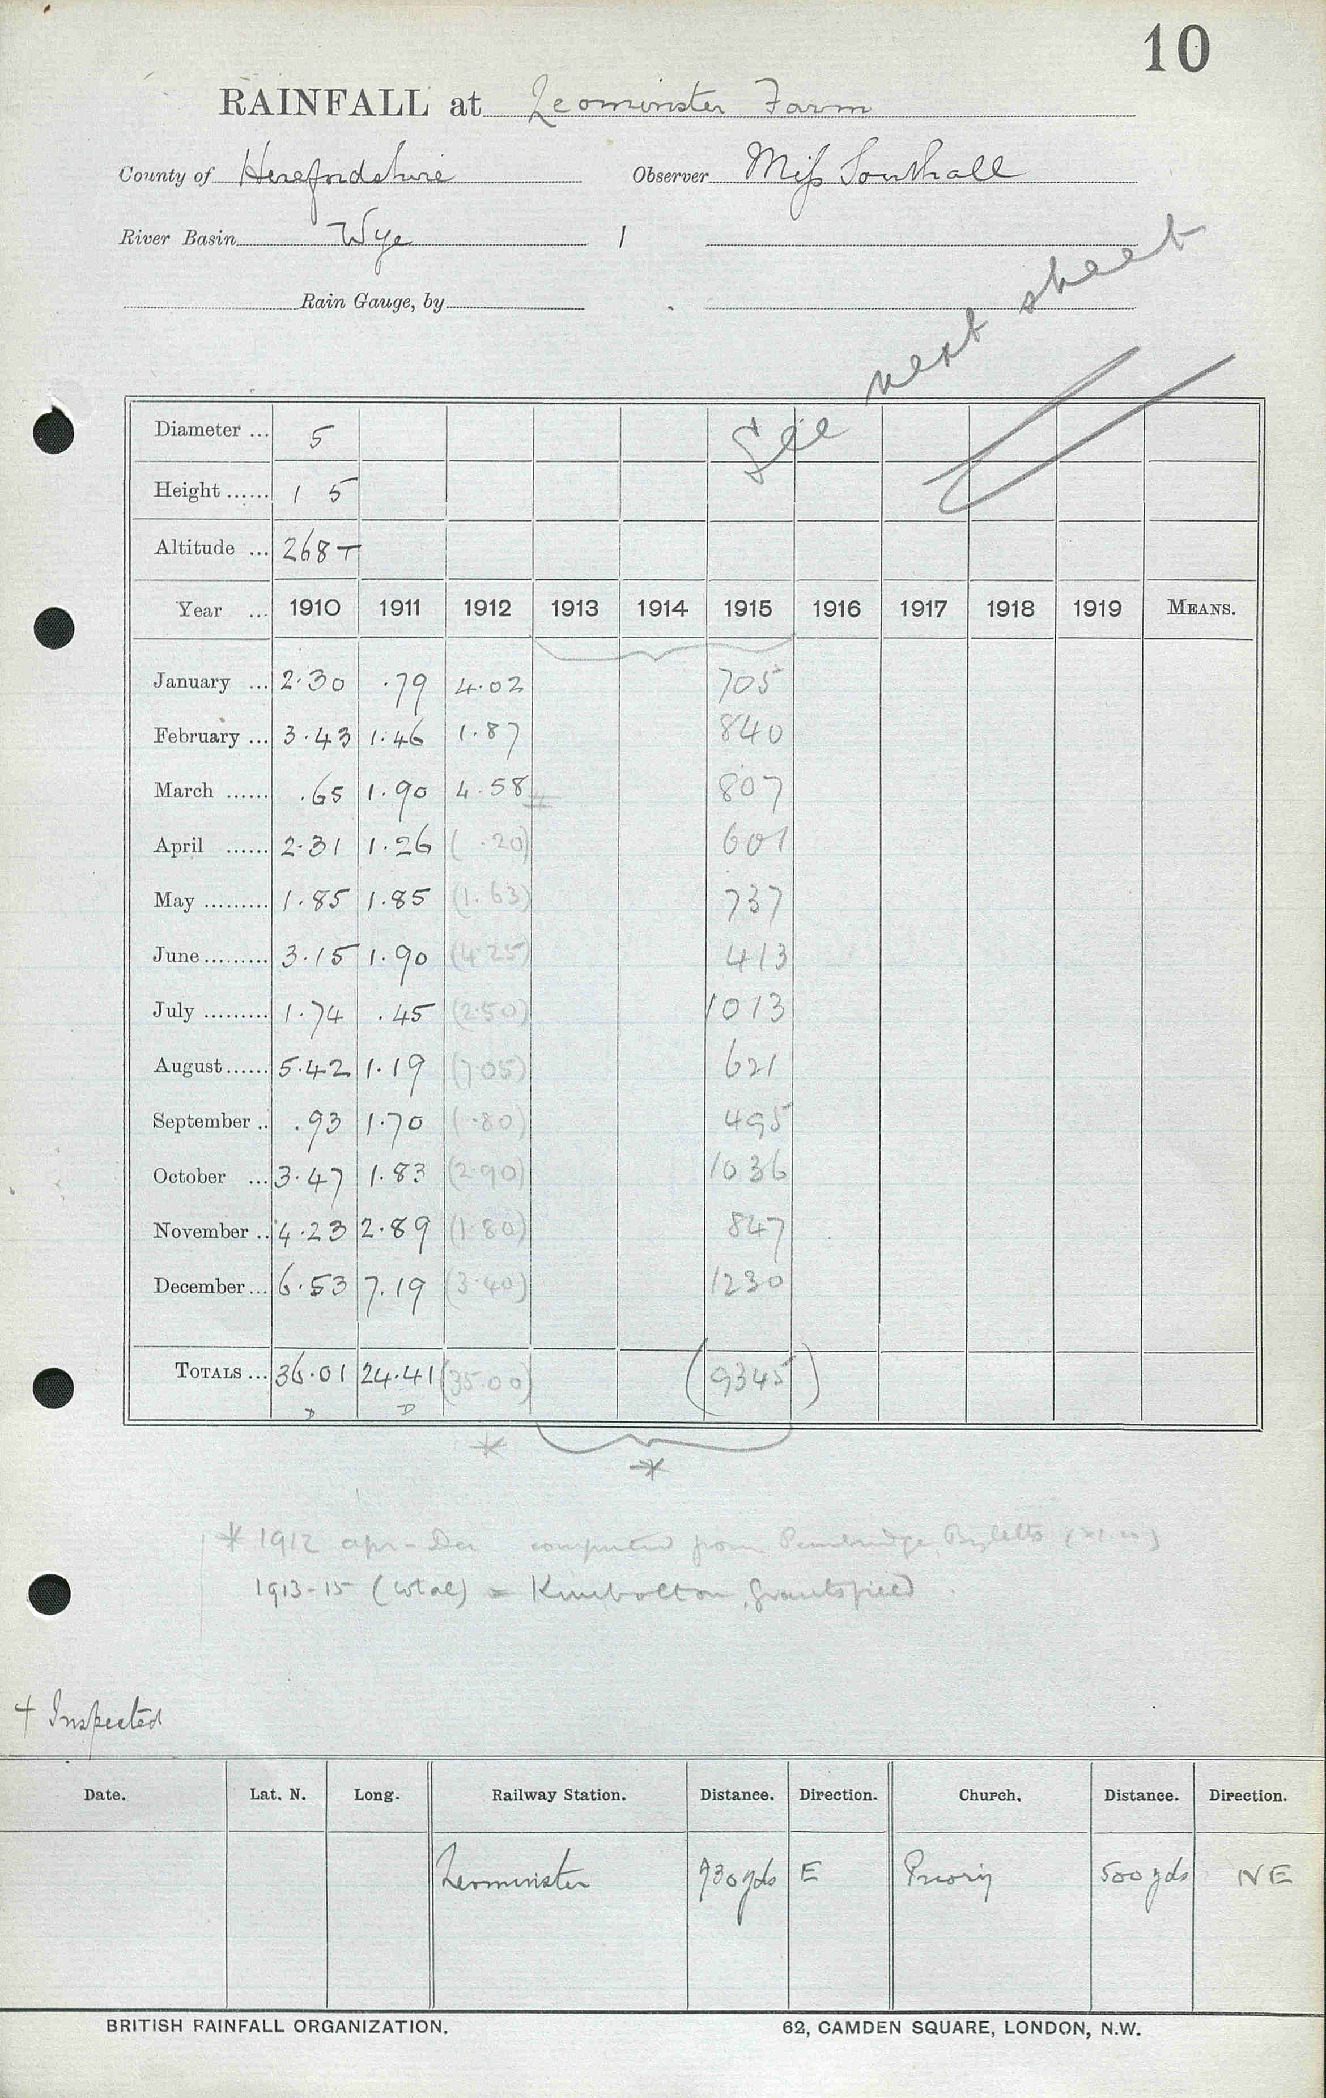 10
RAINFALL at Leominster Farm
County of Herefordshire Observer Miss Southall
River Basin Wye 1
Rain Gauge, by
See next sheet
Diameter ... 5
Height ...... 1 5
Altitude ... 268 T
Year ... 1910 1911 1912 1913 1914 1915 1916 1917 1918 1919 MEANS.
January ... 2.30 .79 4.02 705
February ... 3.43 1.46 1.87 840
March ...... .65 1.90 4.58 807
April ...... 2.31 1.26 ( .20) 601
May ......... 1.85 1.85 (1.63) 737
June ......... 3.15 1.90 (4.25) 413
July ......... 1.74 .45 (2.50) 1013
August ...... 5.42 1.19 (7.05) 621
September .. .93 1.70 ( .80) 495
October ... 3.47 1.83 (2.90) 1036
November .. 4.23 2.89 (1.80) 847
December ... 6.53 7.19 (3.40) 1230
TOTALS ... 36.01 24.41 (35.00) (9345)
D D
* *
* 1912 apr - Dec computed from Pembridge, Byletts
1913-15 (total) = Kimbolton, Grantsfield
+ Inspected
Date. Lat. N. Long. Railway Station. Distance. Direction. Church. Distance. Direction.
Leominster 730 yds E Priory 500 yds NE
BRITISH RAINFALL ORGANIZATION. 62, CAMDEN SQUARE, LONDON, N.W.